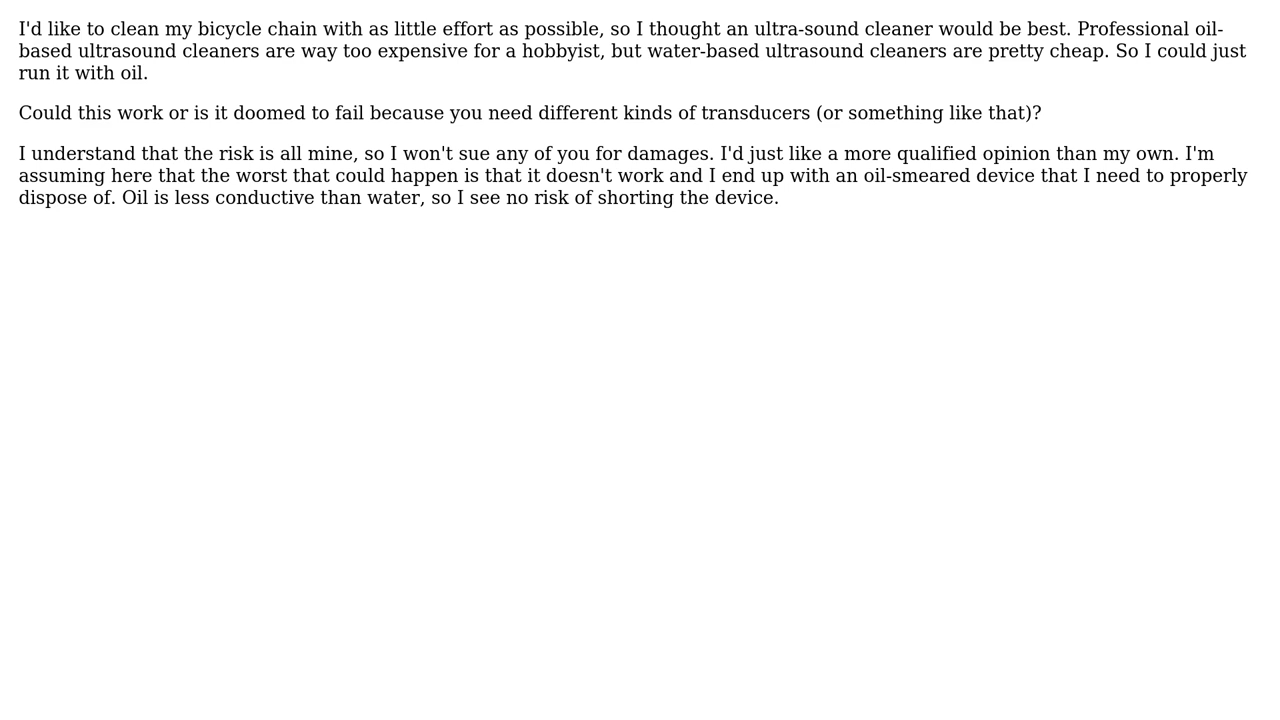 I'd like to clean my bicycle chain with as little effort as possible, so I thought an ultra-sound cleaner would be best. Professional oil-
based ultrasound cleaners are way too expensive for a hobbyist, but water-based ultrasound cleaners are pretty cheap. So I could just
run it with oil.
Could this work or is it doomed to fail because you need different kinds of transducers (or something like that)?
I understand that the risk is all mine, so I won't sue any of you for damages. I'd just like a more qualified opinion than my own. I'm
assuming here that the worst that could happen is that it doesn't work and I end up with an oil-smeared device that I need to properly
dispose of. Oil is less conductive than water, so I see no risk of shorting the device.